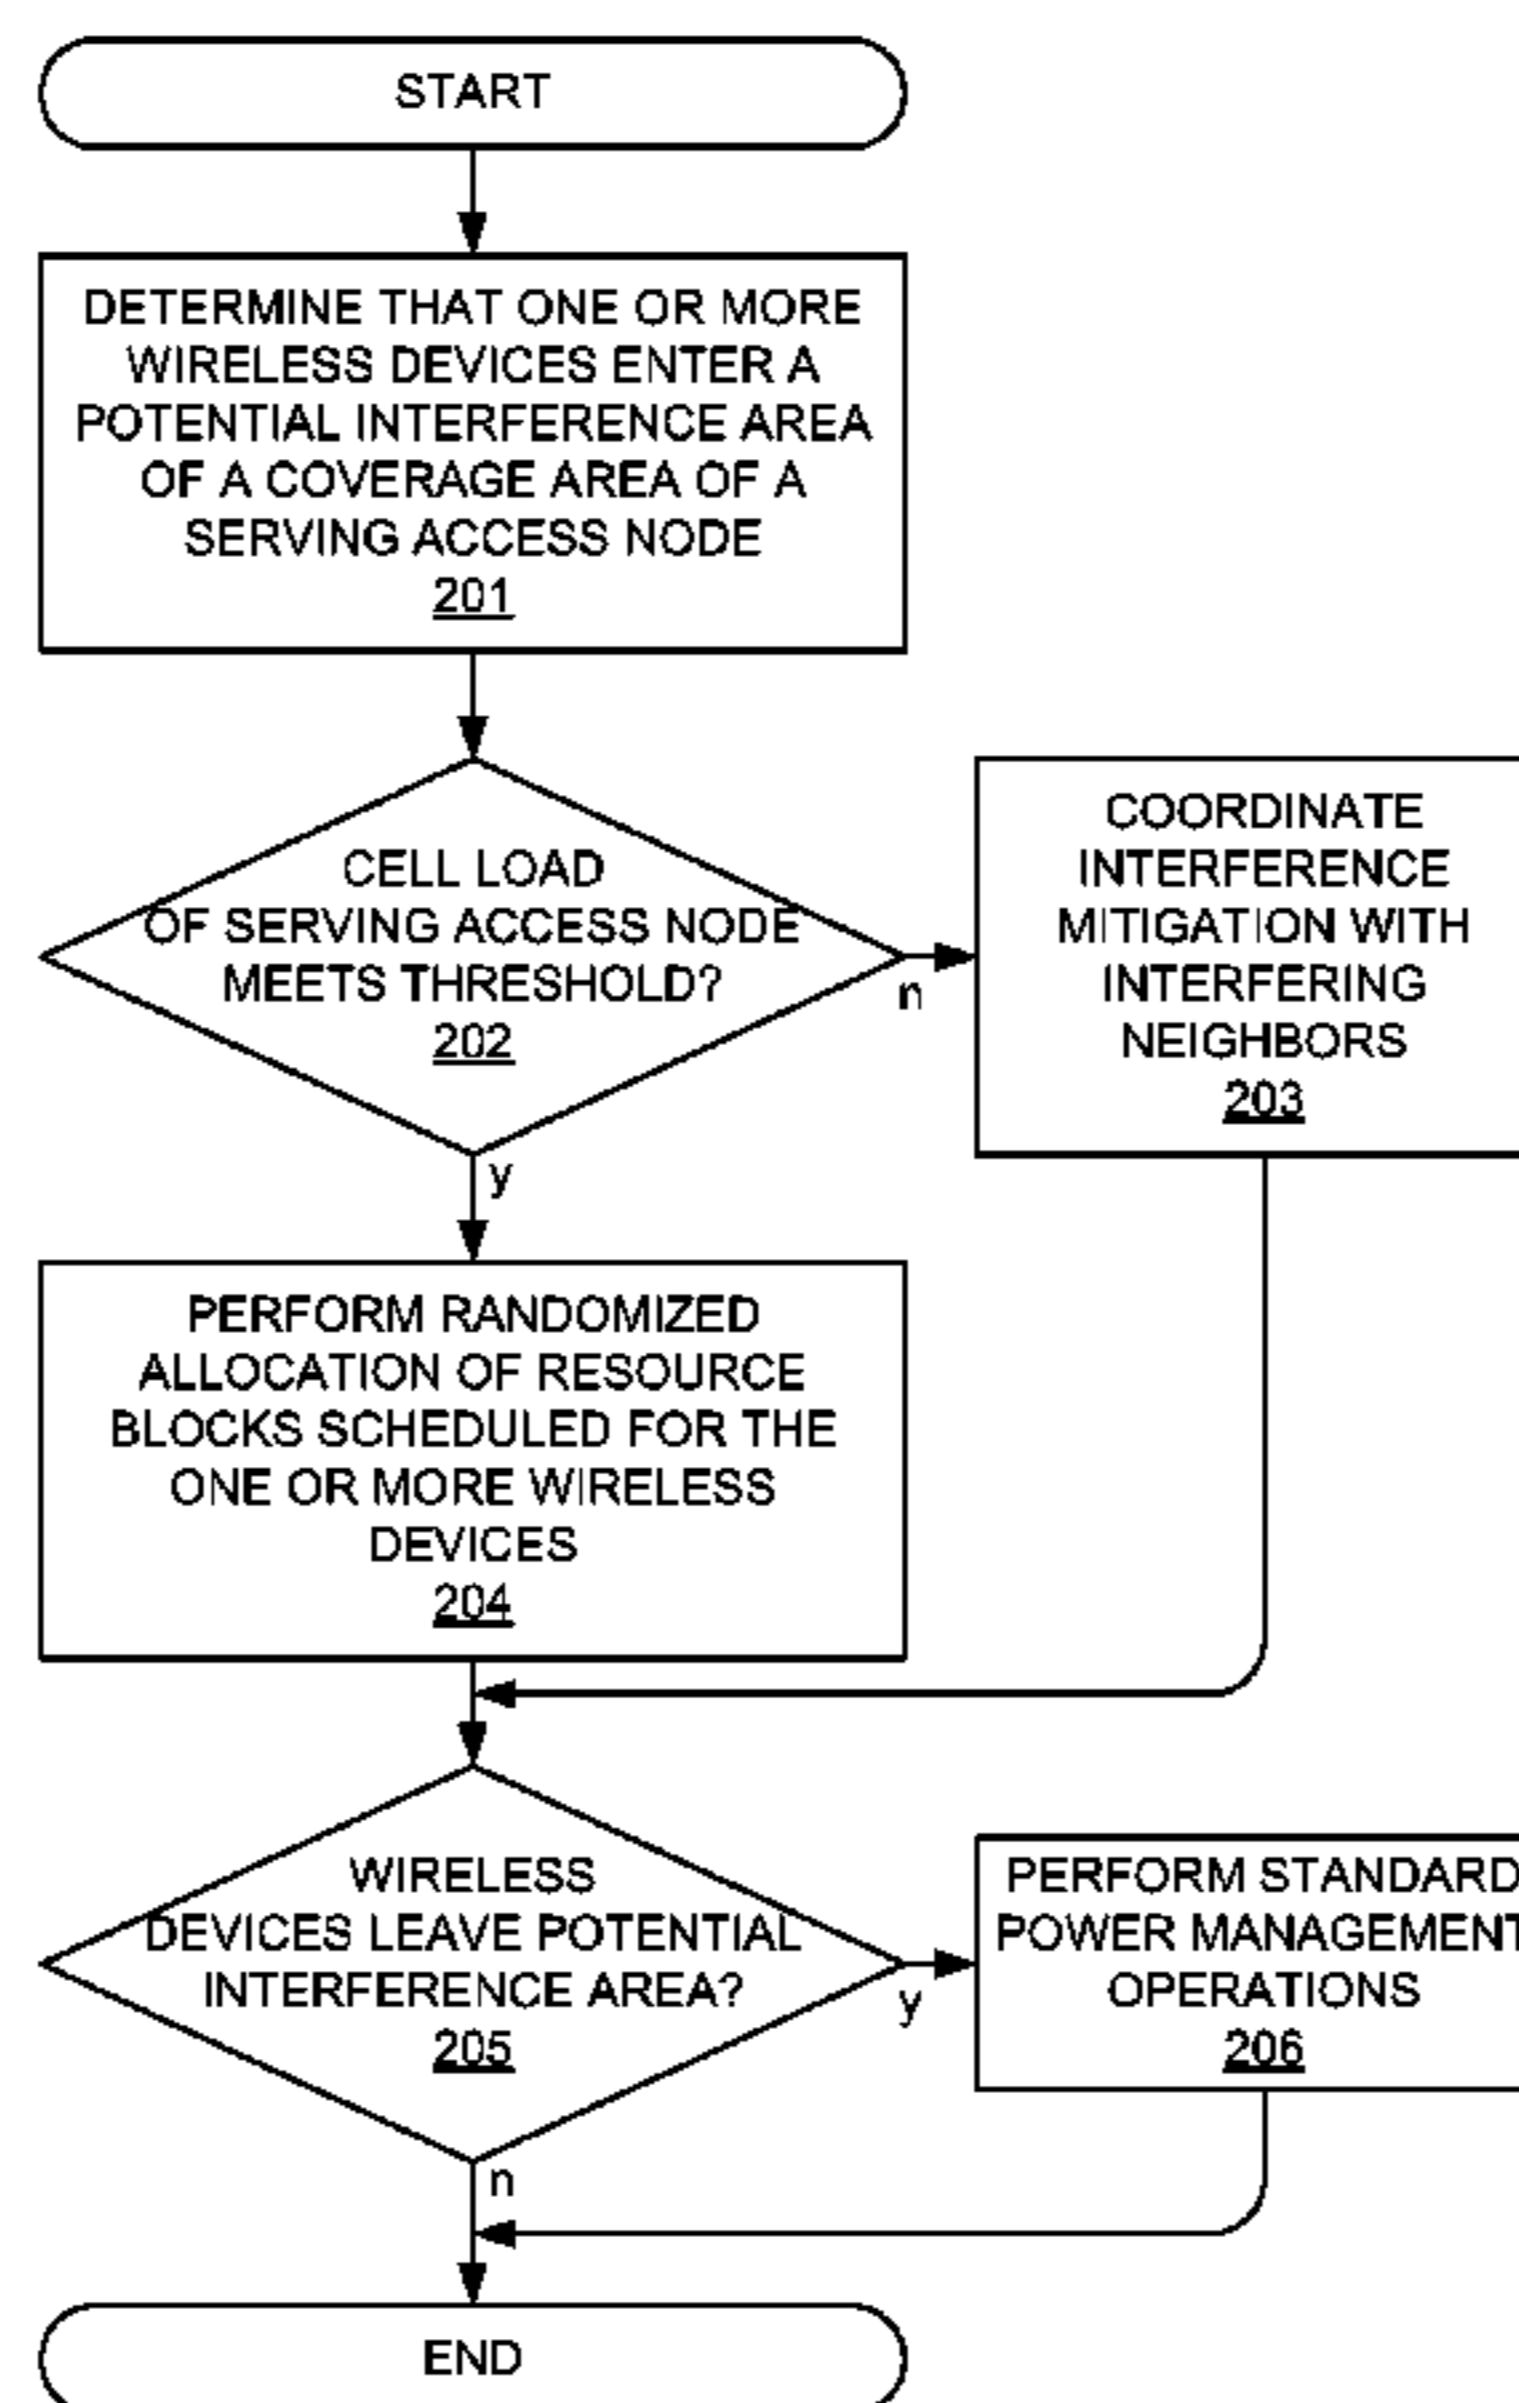 START
DETERMINE THAT ONE OR MORE
WIRELESS DEVICES ENTER A
POTENTIAL INTERFERENCE AREA
OF A COVERAGE AREA OF A
SERVING ACCESS NODE
201
CELL LOAD
OF SERVING ACCESS NODE
MEETS THRESHOLD?
202
n
y
COORDINATE
INTERFERENCE
MITIGATION WITH
INTERFERING
NEIGHBORS
203
PERFORM RANDOMIZED
ALLOCATION OF RESOURCE
BLOCKS SCHEDULED FOR THE
ONE OR MORE WIRELESS
DEVICES
204
WIRELESS
DEVICES LEAVE POTENTIAL
INTERFERENCE AREA?
205
y
n
PERFORM STANDARD
POWER MANAGEMENT
OPERATIONS
206
END